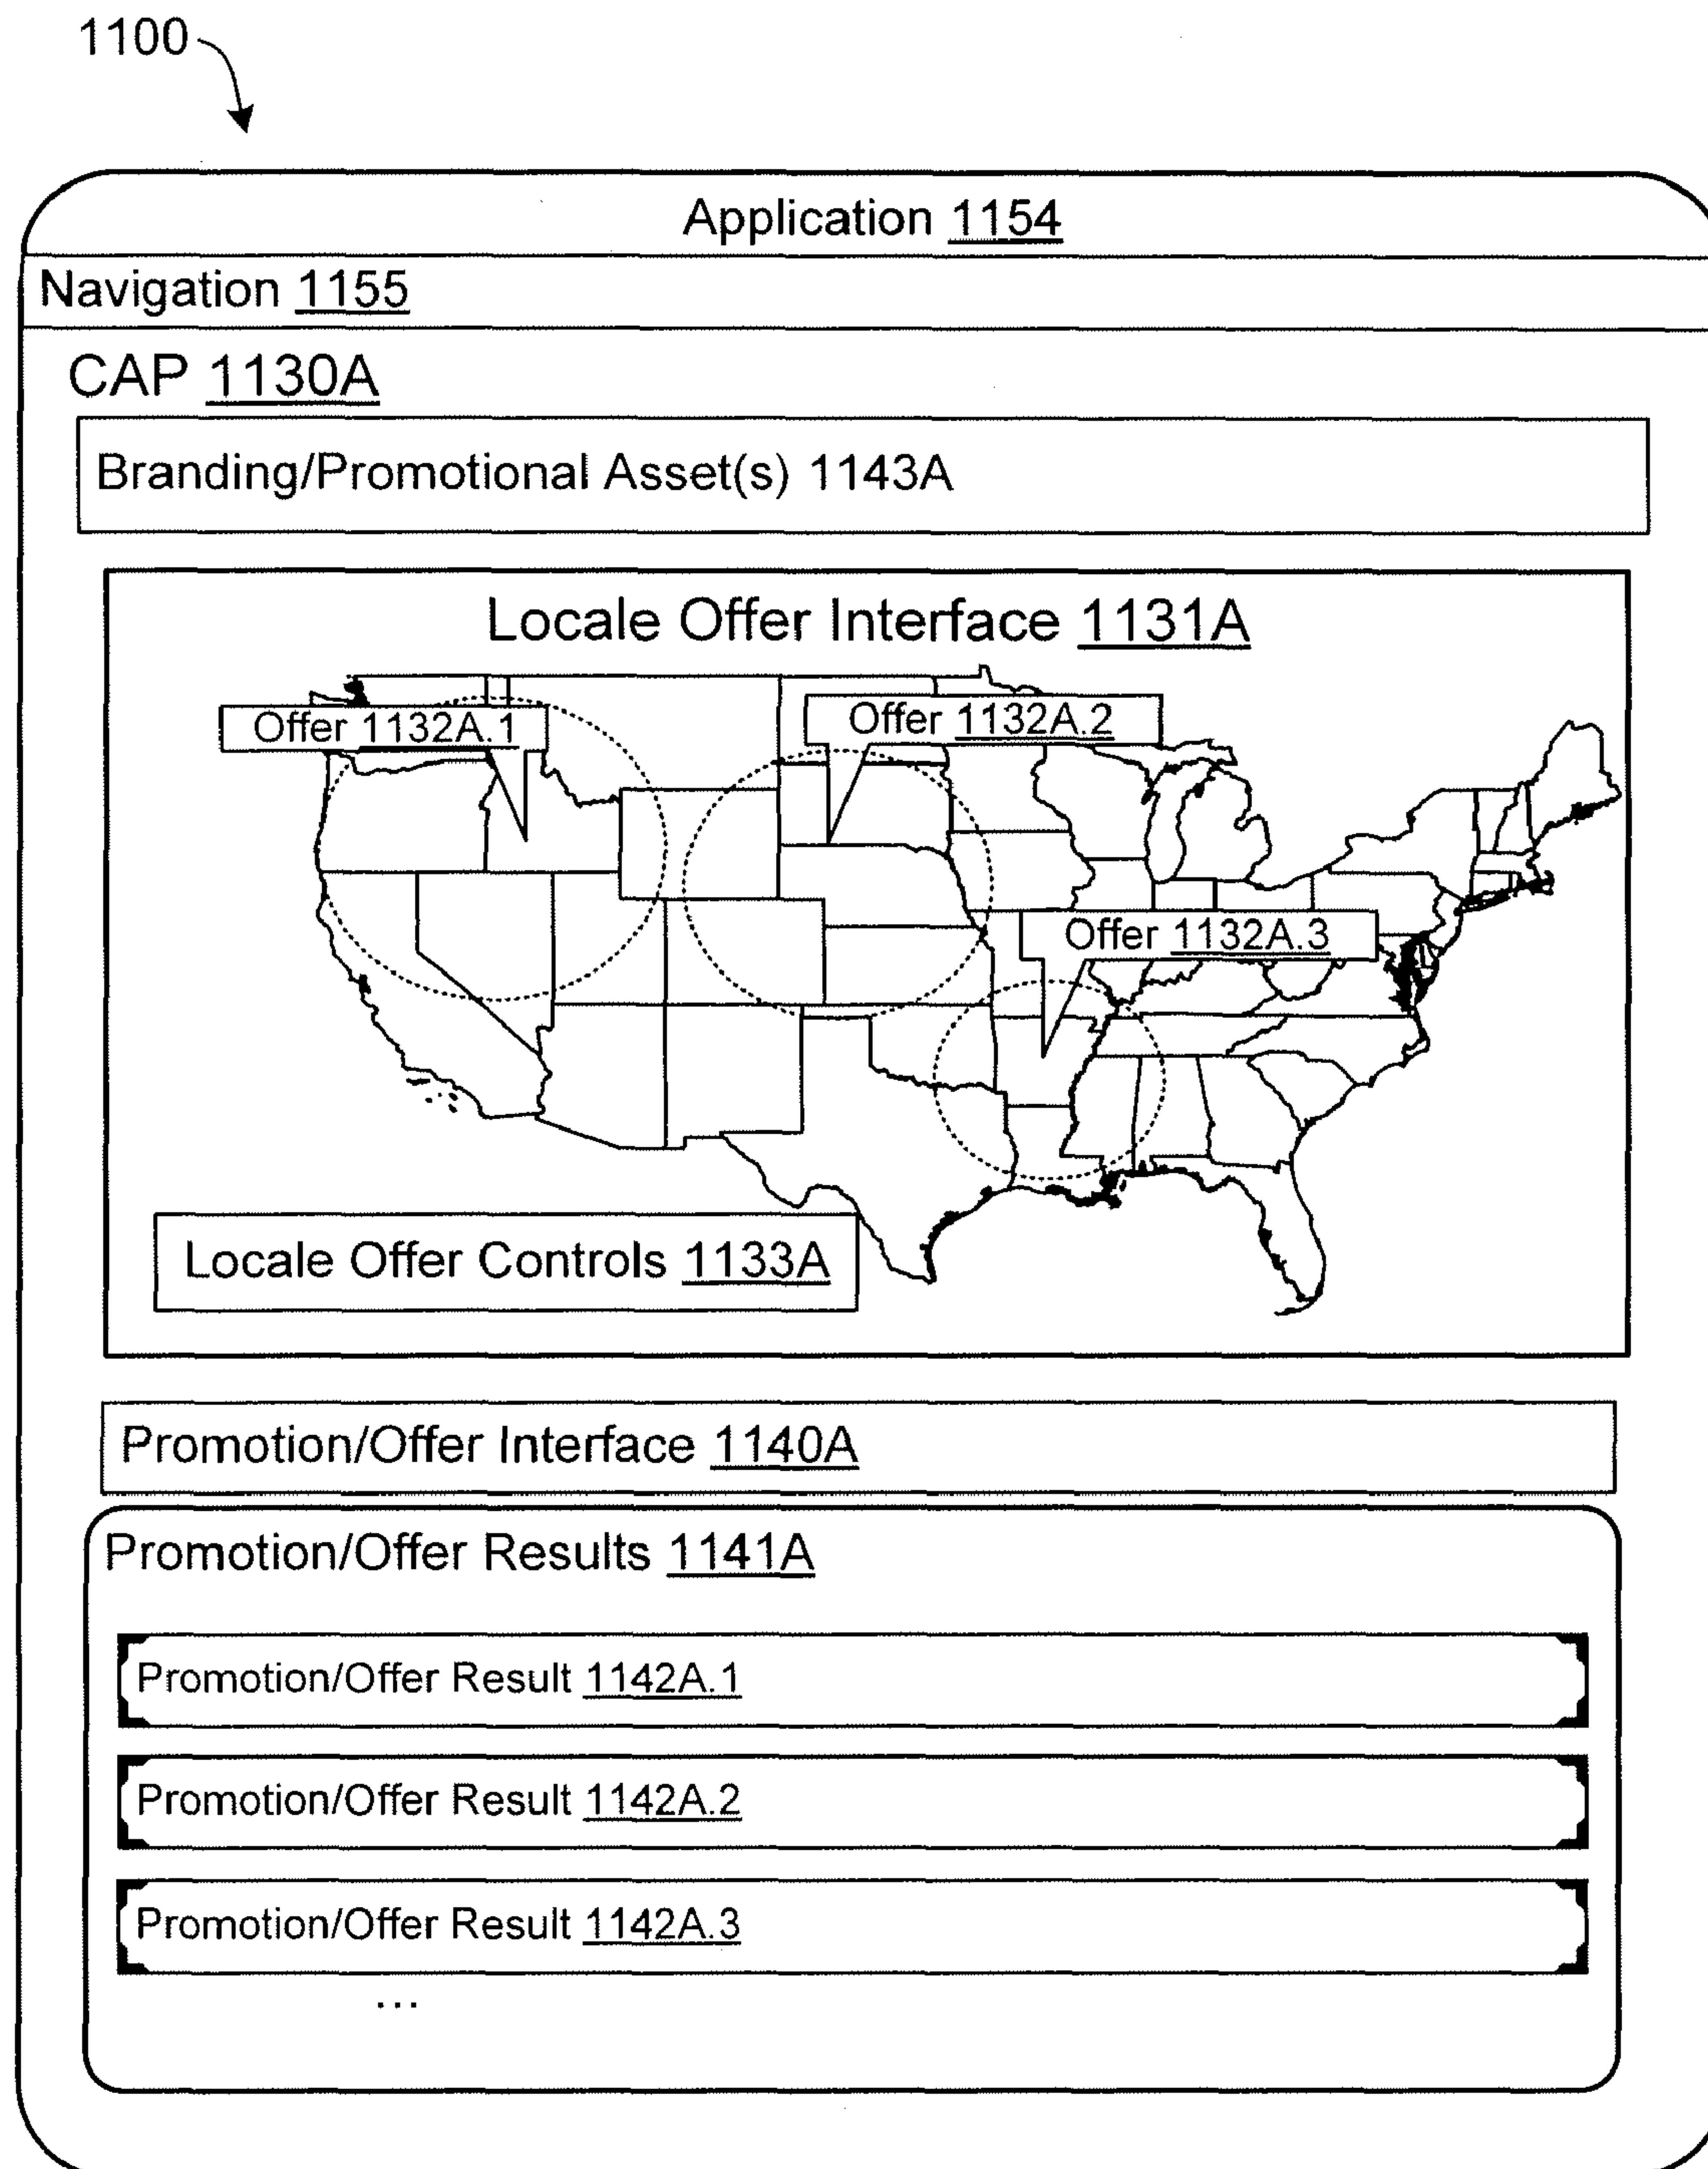 1100
Application 1154
Navigation 1155
CAP 1130A
Branding/Promotional Asset(s) 1143A
Locale Offer Interface 1131A
Offer 1132A.1
Offer 1132A.2
Offer 1132A.3
Locale Offer Controls 1133A
Promotion/Offer Interface 1140A
Promotion/Offer Results 1141A
Promotion/Offer Result 1142A.1
Promotion/Offer Result 1142A.2
Promotion/Offer Result 1142A.3
...